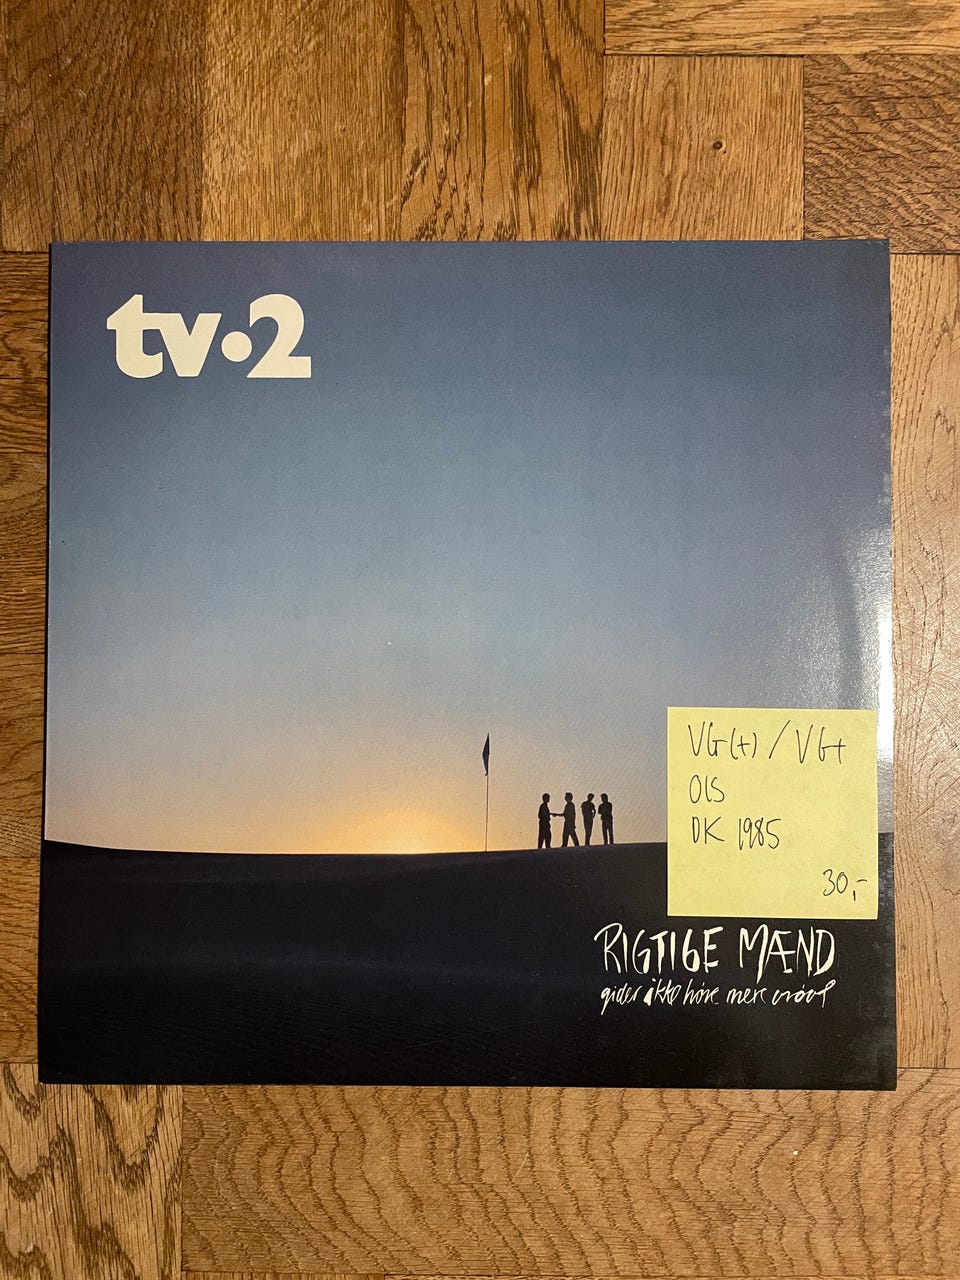 tv·2
VG(+) / VG+
OIS
DK 1985
30,-
RIGTIGE MÆND
gider ikke høre mere vrøvl